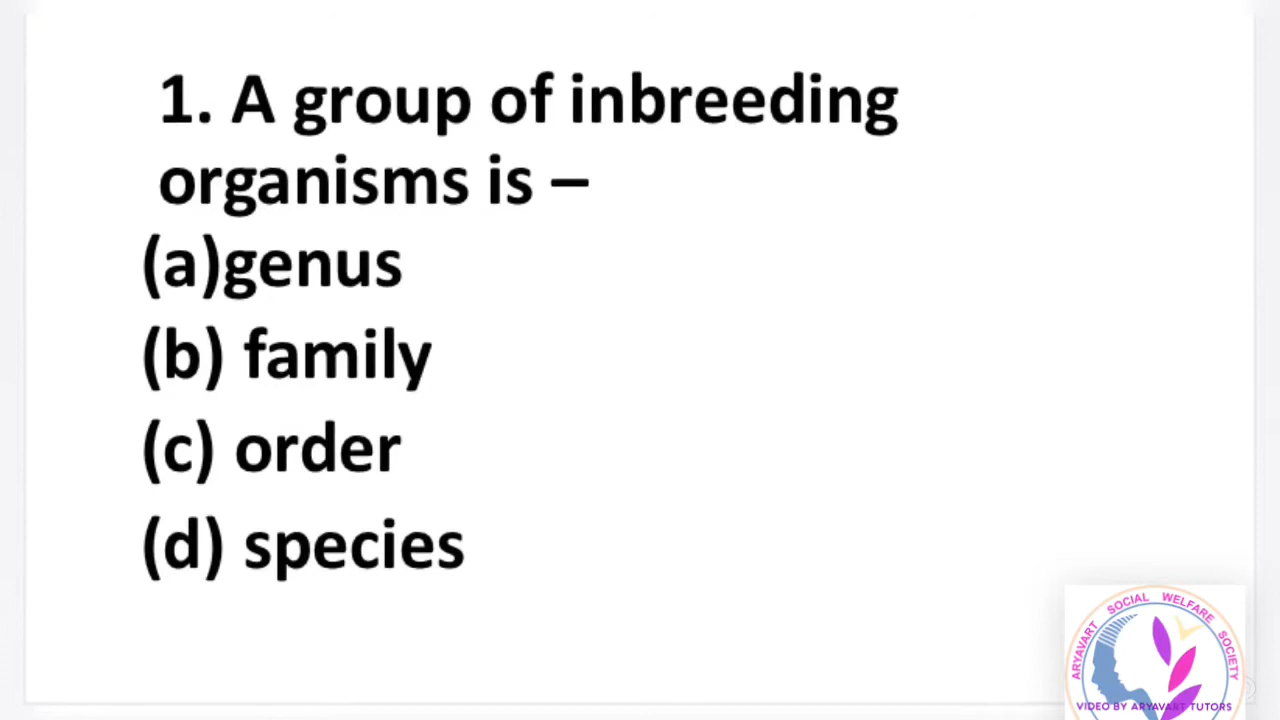 1. A group of inbreeding
organisms is –
(a)genus
(b) family
(c) order
(d) species
ARYAVART SOCIAL WELFARE SOCIETY
VIDEO BY ARYAVART TUTORS